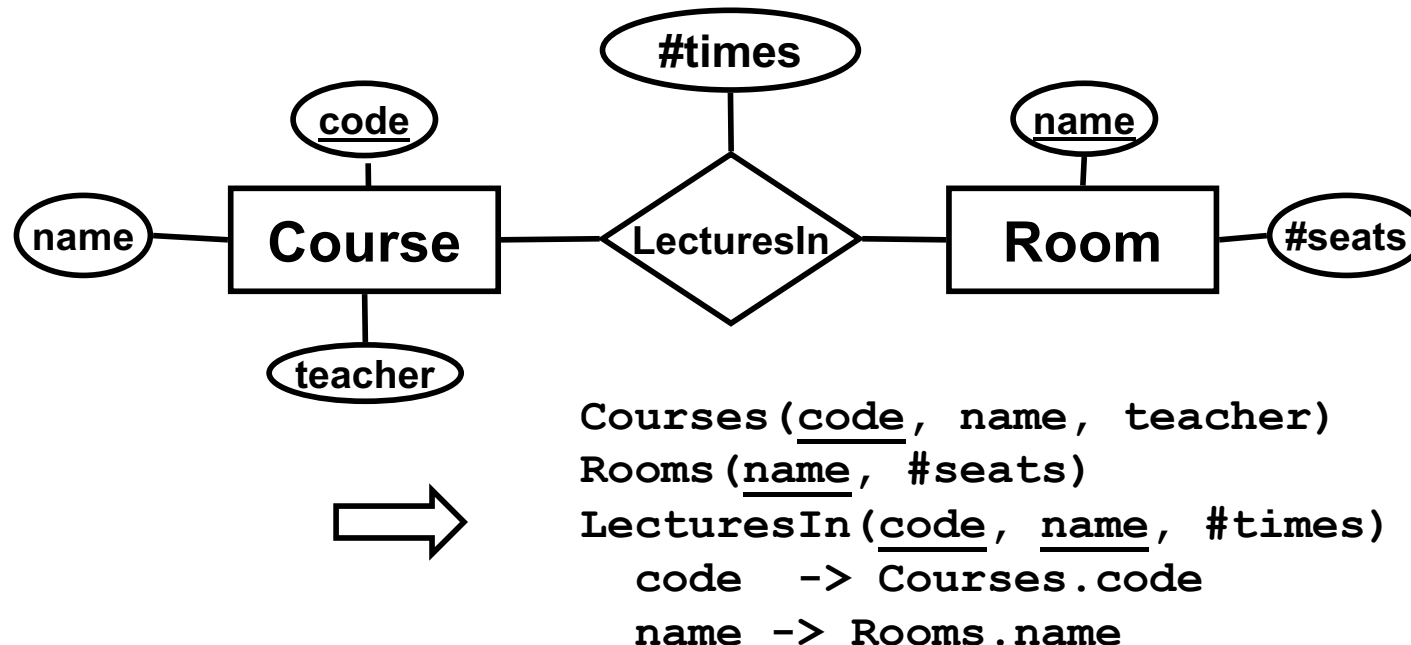 #times
code
name
name
Course
LecturesIn
Room
#seats
teacher
Courses(code, name, teacher)
Rooms(name, #seats)
LecturesIn(code, name, #times)
code -> Courses.code
name -> Rooms.name